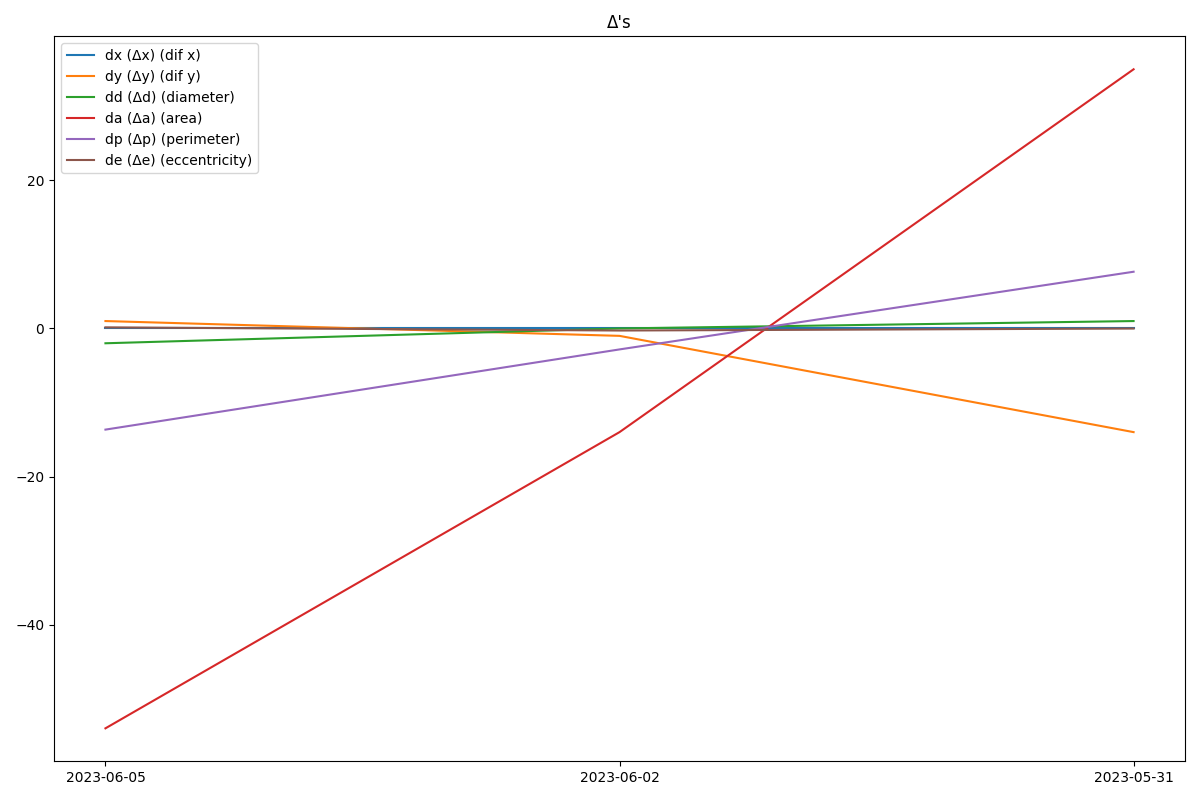 Δ's
dx (Δx) (dif x)
dy (Δy) (dif y)
dd (Δd) (diameter)
da (Δa) (area)
dp (Δp) (perimeter)
de (Δe) (eccentricity)
20
0
−20
−40
2023-06-05 2023-06-02 2023-05-31